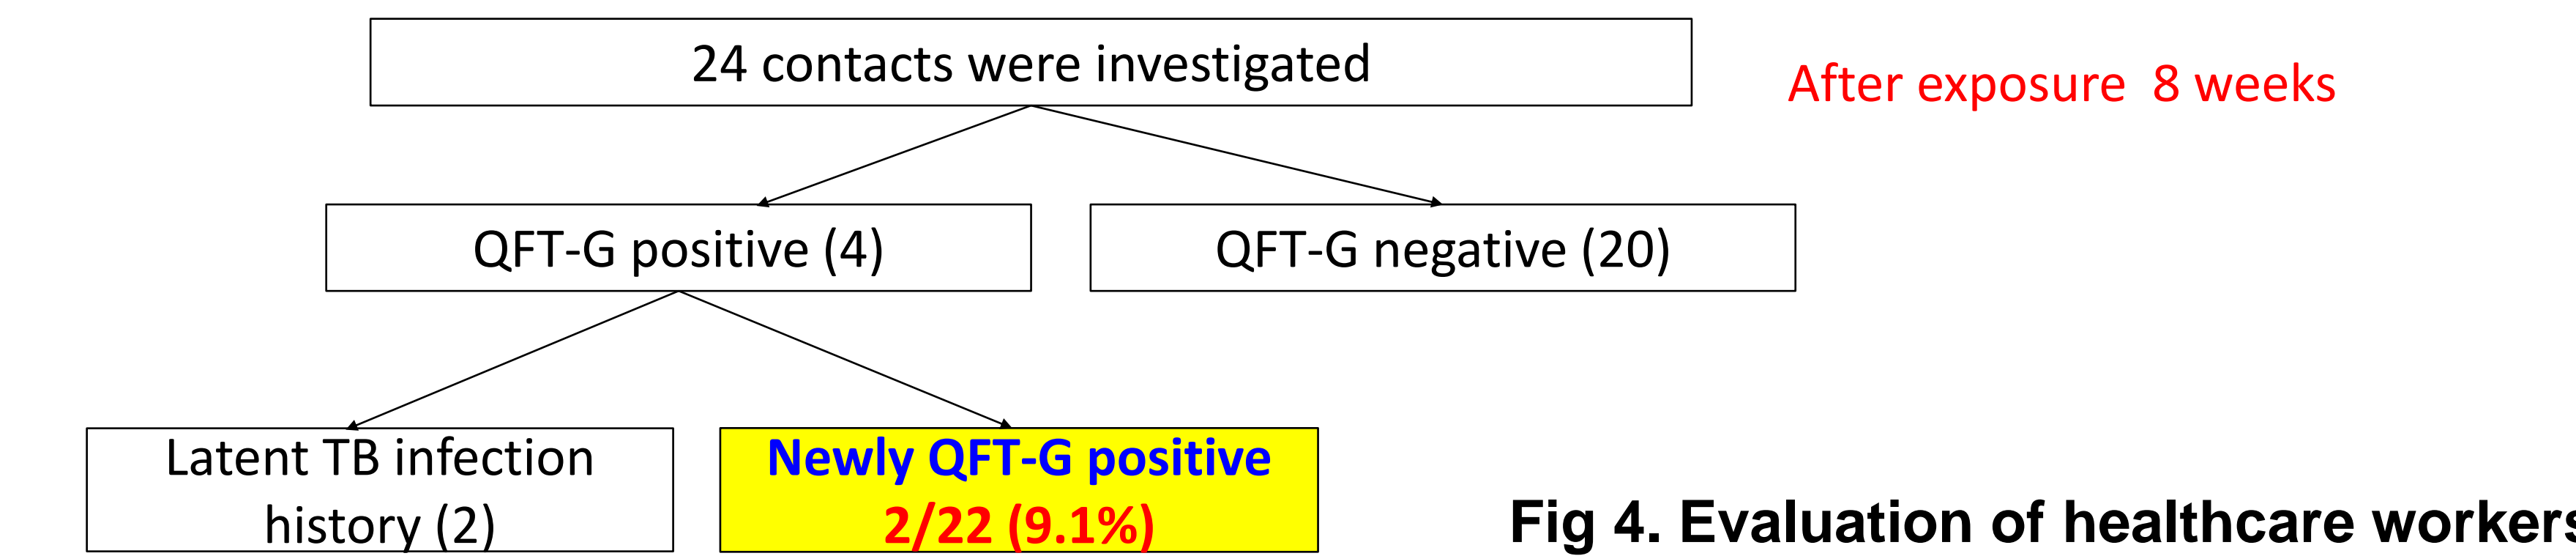 24 contacts were investigated
After exposure 8 weeks
QFT-G positive (4)
QFT-G negative (20)
Latent TB infection
history (2)
Newly QFT-G positive
2/22 (9.1%)
Fig 4. Evaluation of healthcare workers